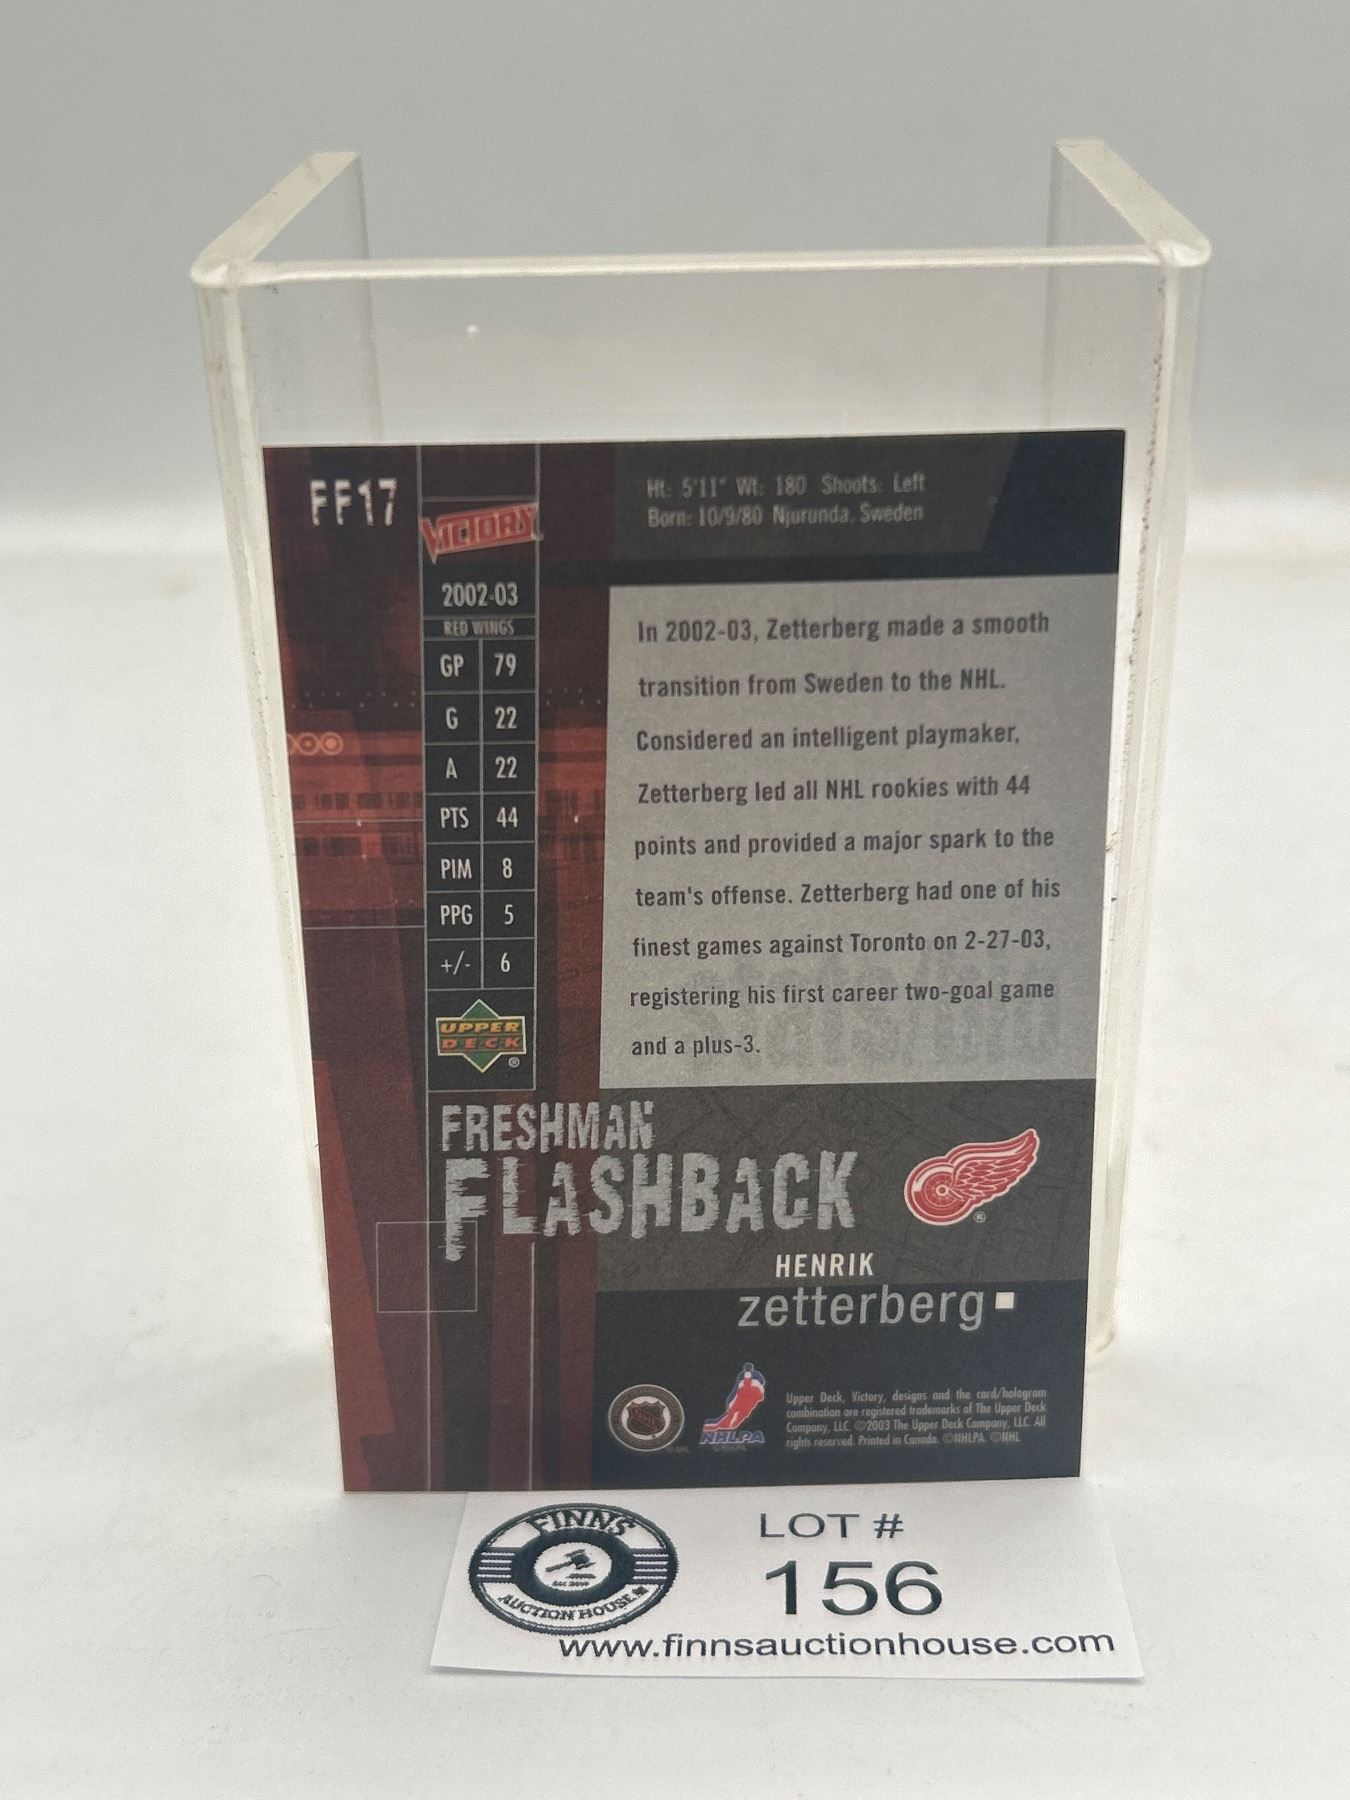 FF17
VICTORY
2002-03
RED WINGS
GP 79
G 22
A 22
PTS 44
PIM 8
PPG 5
+/- 6
UPPER
DECK
®
Ht: 5'11" Wt: 180 Shoots: Left
Born: 10/9/80 Njurunda, Sweden
In 2002-03, Zetterberg made a smooth
transition from Sweden to the NHL.
Considered an intelligent playmaker,
Zetterberg led all NHL rookies with 44
points and provided a major spark to the
team's offense. Zetterberg had one of his
finest games against Toronto on 2-27-03,
registering his first career two-goal game
and a plus-3.
FRESHMAN
FLASHBACK
®
HENRIK
zetterberg
NHL
NHLPA
Upper Deck, Victory, designs and the card/hologram
combination are registered trademarks of The Upper Deck
Company, LLC. ©2003 The Upper Deck Company, LLC. All
rights reserved. Printed in Canada. ©NHLPA. ©NHL
FINNS
AUCTION HOUSE
LOT #
156
www.finnsauctionhouse.com